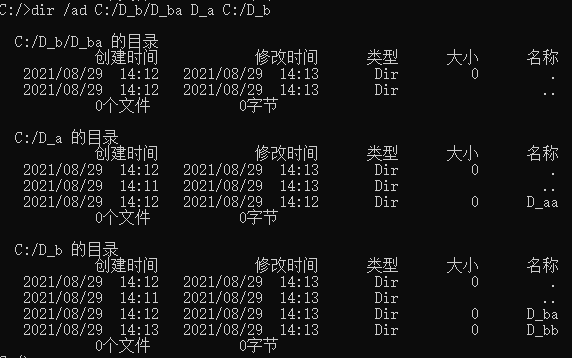 C:/>dir /ad C:/D_b/D_ba D_a C:/D_b
C:/D_b/D_ba 的目录
创建时间 修改时间 类型 大小 名称
2021/08/29 14:12 2021/08/29 14:13 Dir 0 .
2021/08/29 14:12 2021/08/29 14:13 Dir ..
0个文件 0字节
C:/D_a 的目录
创建时间 修改时间 类型 大小 名称
2021/08/29 14:12 2021/08/29 14:13 Dir 0 .
2021/08/29 14:11 2021/08/29 14:13 Dir ..
2021/08/29 14:12 2021/08/29 14:12 Dir 0 D_aa
0个文件 0字节
C:/D_b 的目录
创建时间 修改时间 类型 大小 名称
2021/08/29 14:12 2021/08/29 14:13 Dir 0 .
2021/08/29 14:11 2021/08/29 14:13 Dir ..
2021/08/29 14:12 2021/08/29 14:13 Dir 0 D_ba
2021/08/29 14:13 2021/08/29 14:13 Dir 0 D_bb
0个文件 0字节